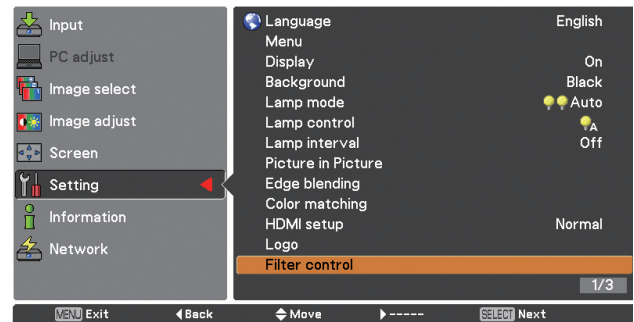 Input
PC adjust
Image select
Image adjust
Screen
Setting
Information
Network
Language English
Menu
Display On
Background Black
Lamp mode Auto
Lamp control A
Lamp interval Off
Picture in Picture
Edge blending
Color matching
HDMI setup Normal
Logo
Filter control
1/3
MENU Exit Back Move ----- SELECT Next